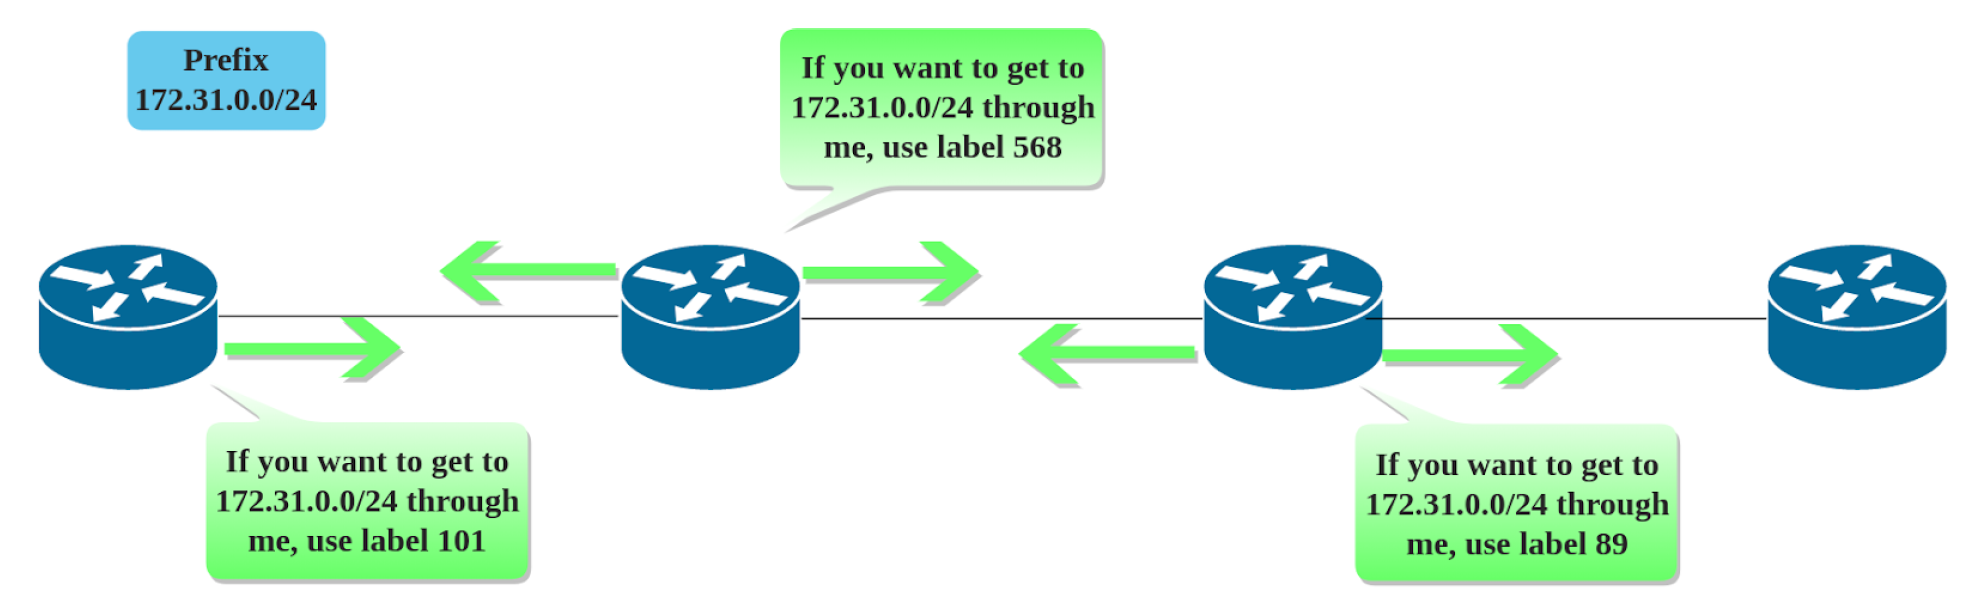 Prefix
172.31.0.0/24
If you want to get to
172.31.0.0/24 through
me, use label 568
If you want to get to
172.31.0.0/24 through
me, use label 101
If you want to get to
172.31.0.0/24 through
me, use label 89